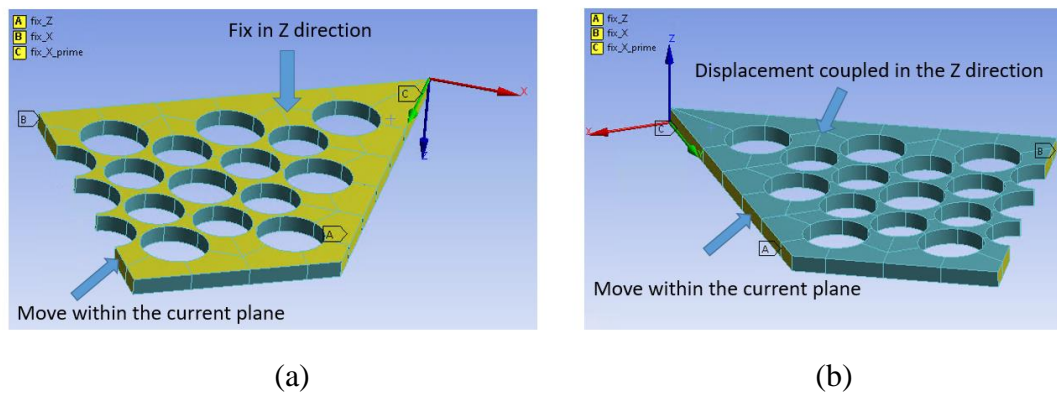 A fix_Z
B fix_X
C fix_X_prime
Fix in Z direction
C
X
B
Z
A
Move within the current plane
(a)
A fix_Z
B fix_X
C fix_X_prime
Z
Displacement coupled in the Z direction
X
C
B
A
Move within the current plane
(b)